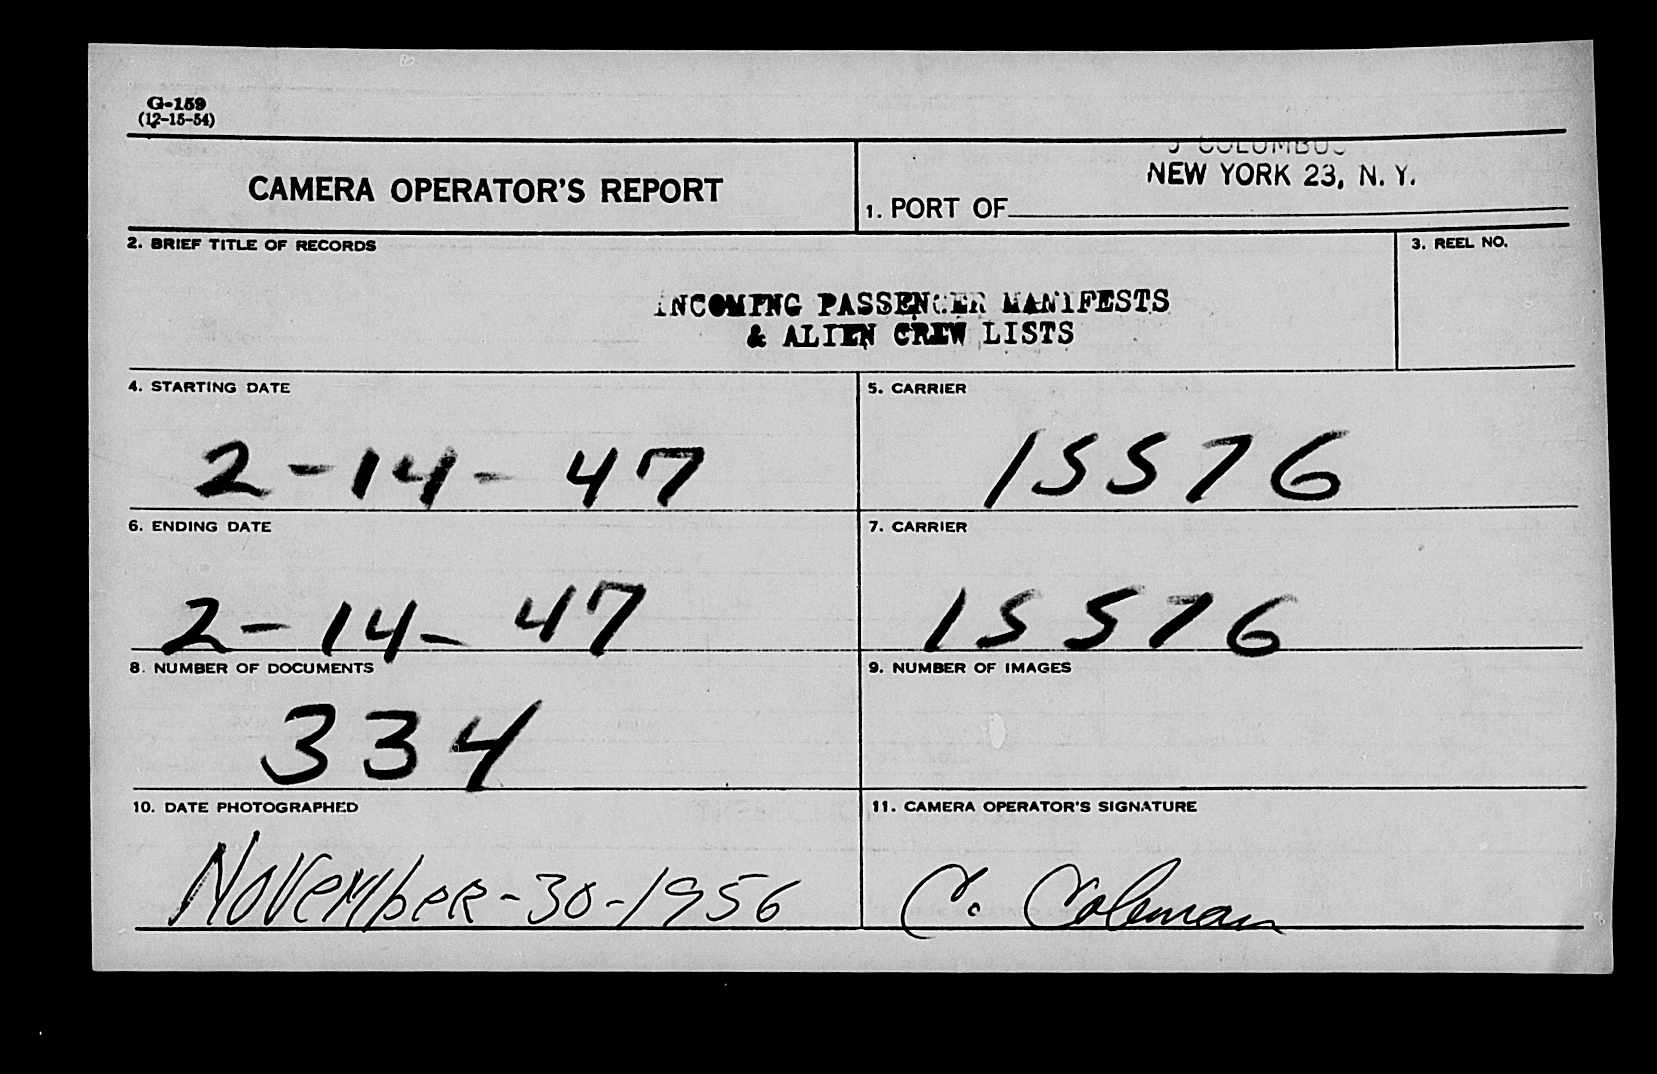 G-159
(12-15-54)
CAMERA OPERATOR'S REPORT
COLUMBUS
NEW YORK 23, N. Y.
1. PORT OF
2. BRIEF TITLE OF RECORDS
3. REEL NO.
INCOMING PASSENGER MANIFESTS
& ALIEN CREW LISTS
4. STARTING DATE
5. CARRIER
2-14-47
15576
6. ENDING DATE
7. CARRIER
2-14-47
15576
8. NUMBER OF DOCUMENTS
9. NUMBER OF IMAGES
334
10. DATE PHOTOGRAPHED
11. CAMERA OPERATOR'S SIGNATURE
November-30-1956
C. Coleman